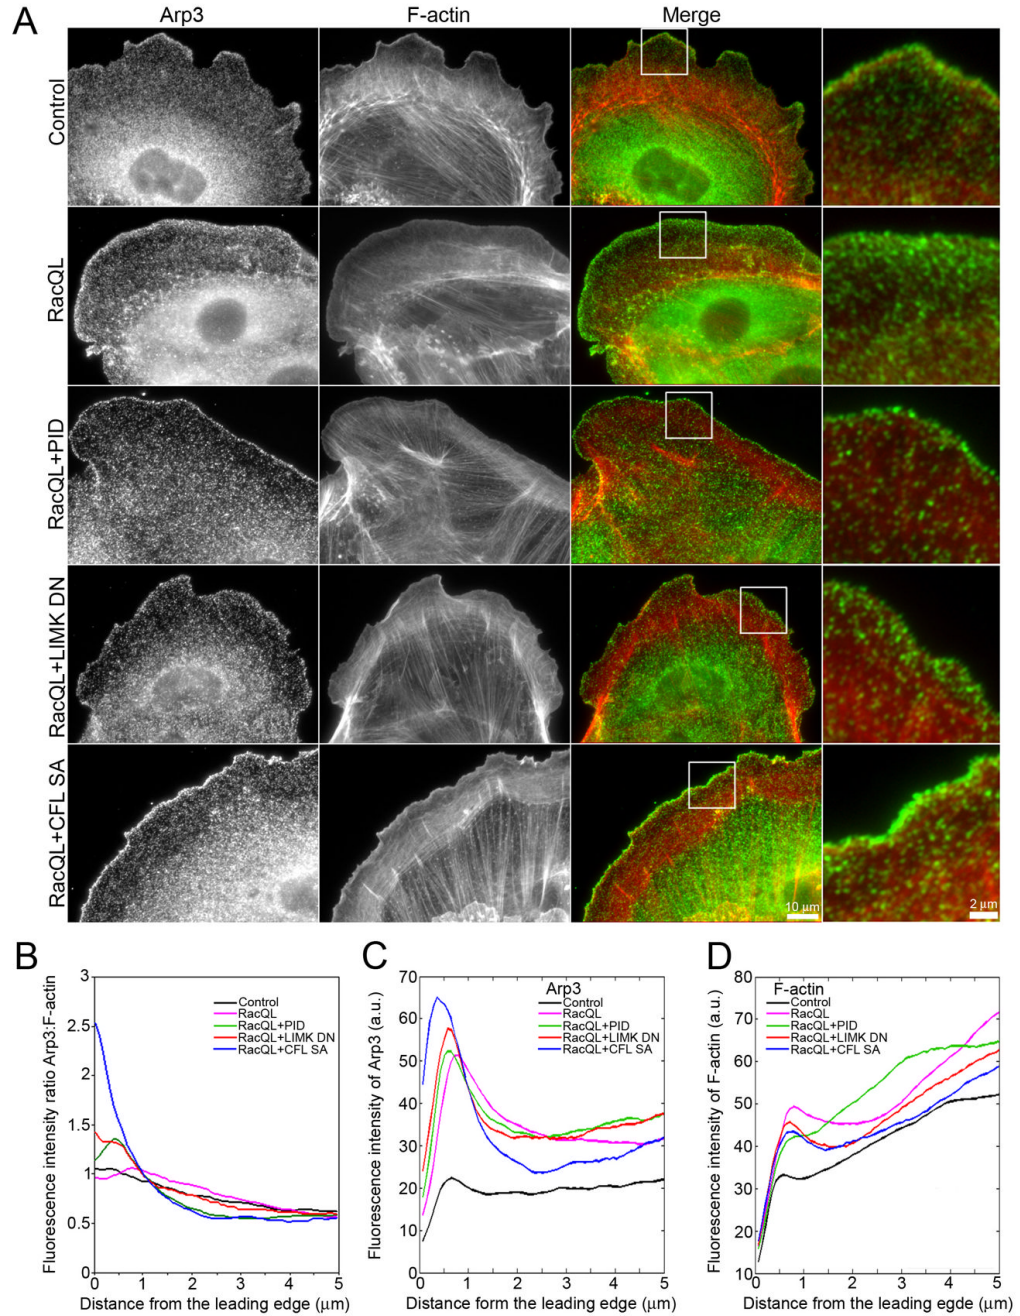 A
Arp3
F-actin
Merge
Control
RacQL
RacQL+PID
RacQL+LIMK DN
RacQL+CFL SA
10 µm
2 µm
B
Fluorescence intensity ratio Arp3:F-actin
3
2.5
2
1.5
1
0.5
0
Control
RacQL
RacQL+PID
RacQL+LIMK DN
RacQL+CFL SA
0 1 2 3 4 5
Distance from the leading edge (µm)
C
Fluorescence intensity of Arp3 (a.u.)
70
60
50
40
30
20
10
0
Arp3
Control
RacQL
RacQL+PID
RacQL+LIMK DN
RacQL+CFL SA
0 1 2 3 4 5
Distance form the leading edge (µm)
D
Fluorescence intensity of F-actin (a.u.)
80
70
60
50
40
30
20
10
F-actin
Control
RacQL
RacQL+PID
RacQL+LIMK DN
RacQL+CFL SA
0 1 2 3 4 5
Distance from the leading egde (µm)